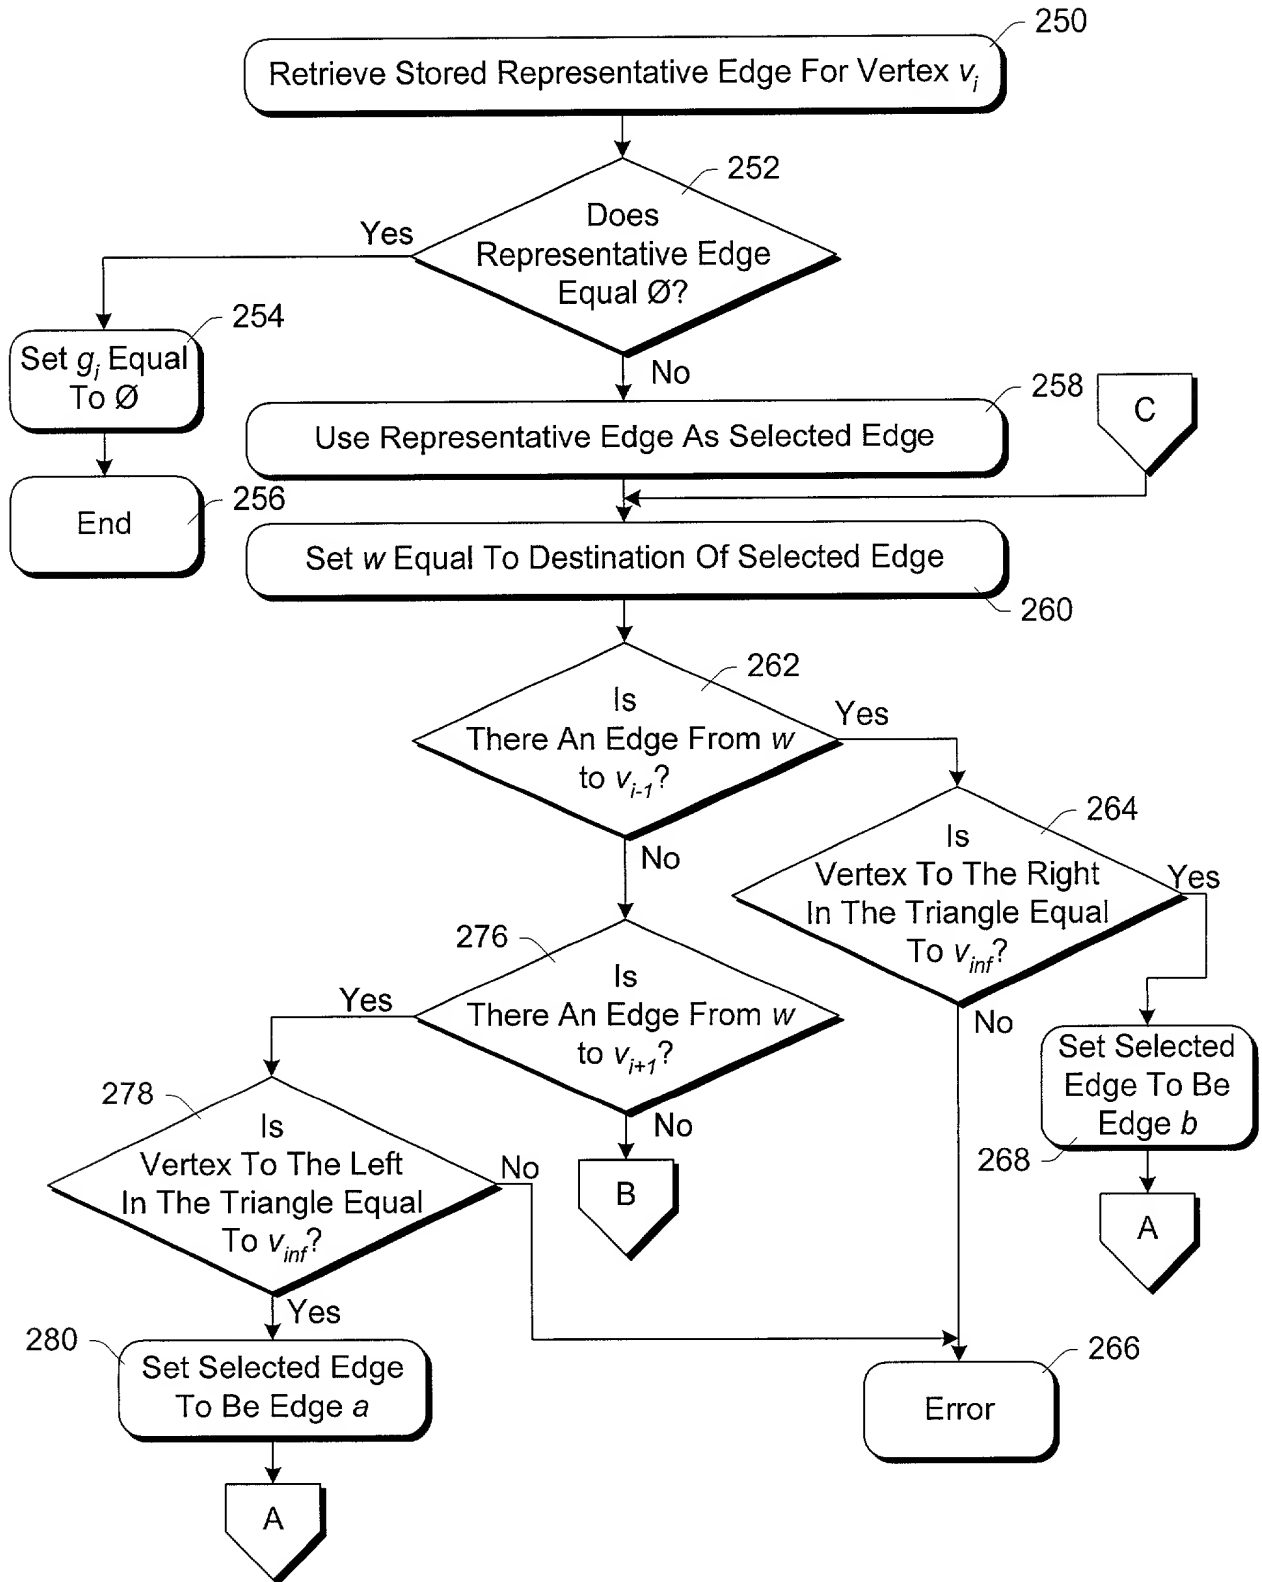 250
Retrieve Stored Representative Edge For Vertex vi
252
Does
Representative Edge
Equal Ø?
Yes
No
254
Set gi Equal
To Ø
256
End
258
Use Representative Edge As Selected Edge
C
Set w Equal To Destination Of Selected Edge
260
262
Is
There An Edge From w
to vi-1?
Yes
No
264
Is
Vertex To The Right
In The Triangle Equal
To vinf?
Yes
No
276
Is
There An Edge From w
to vi+1?
Yes
No
Set Selected
Edge To Be
Edge b
268
A
278
Is
Vertex To The Left
In The Triangle Equal
To vinf?
No
Yes
B
280
Set Selected Edge
To Be Edge a
266
Error
A